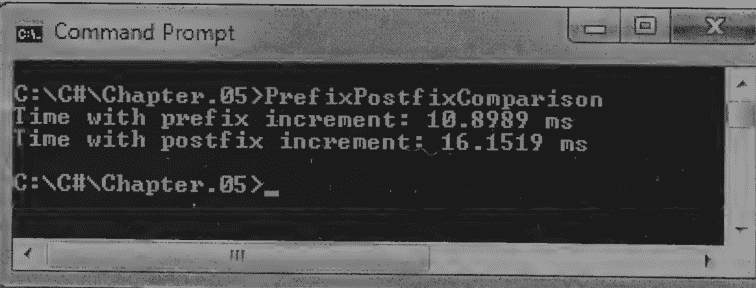 Command Prompt
C:\C#\Chapter.05>PrefixPostfixComparison
Time with prefix increment: 10.8989 ms
Time with postfix increment: 16.1519 ms
C:\C#\Chapter.05>_